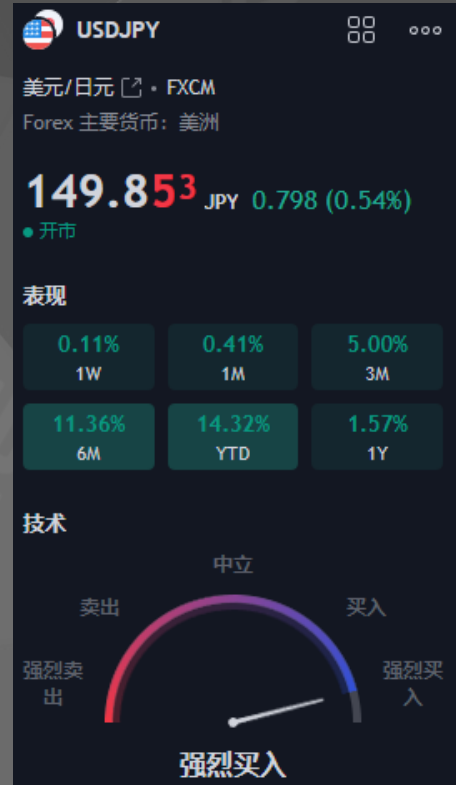 USDJPY
美元/日元 • FXCM
Forex 主要货币：美洲
149.853 JPY 0.798 (0.54%)
开市
表现
0.11% 0.41% 5.00%
1W 1M 3M
11.36% 14.32% 1.57%
6M YTD 1Y
技术
中立
卖出 买入
强烈卖出 强烈买入
强烈买入